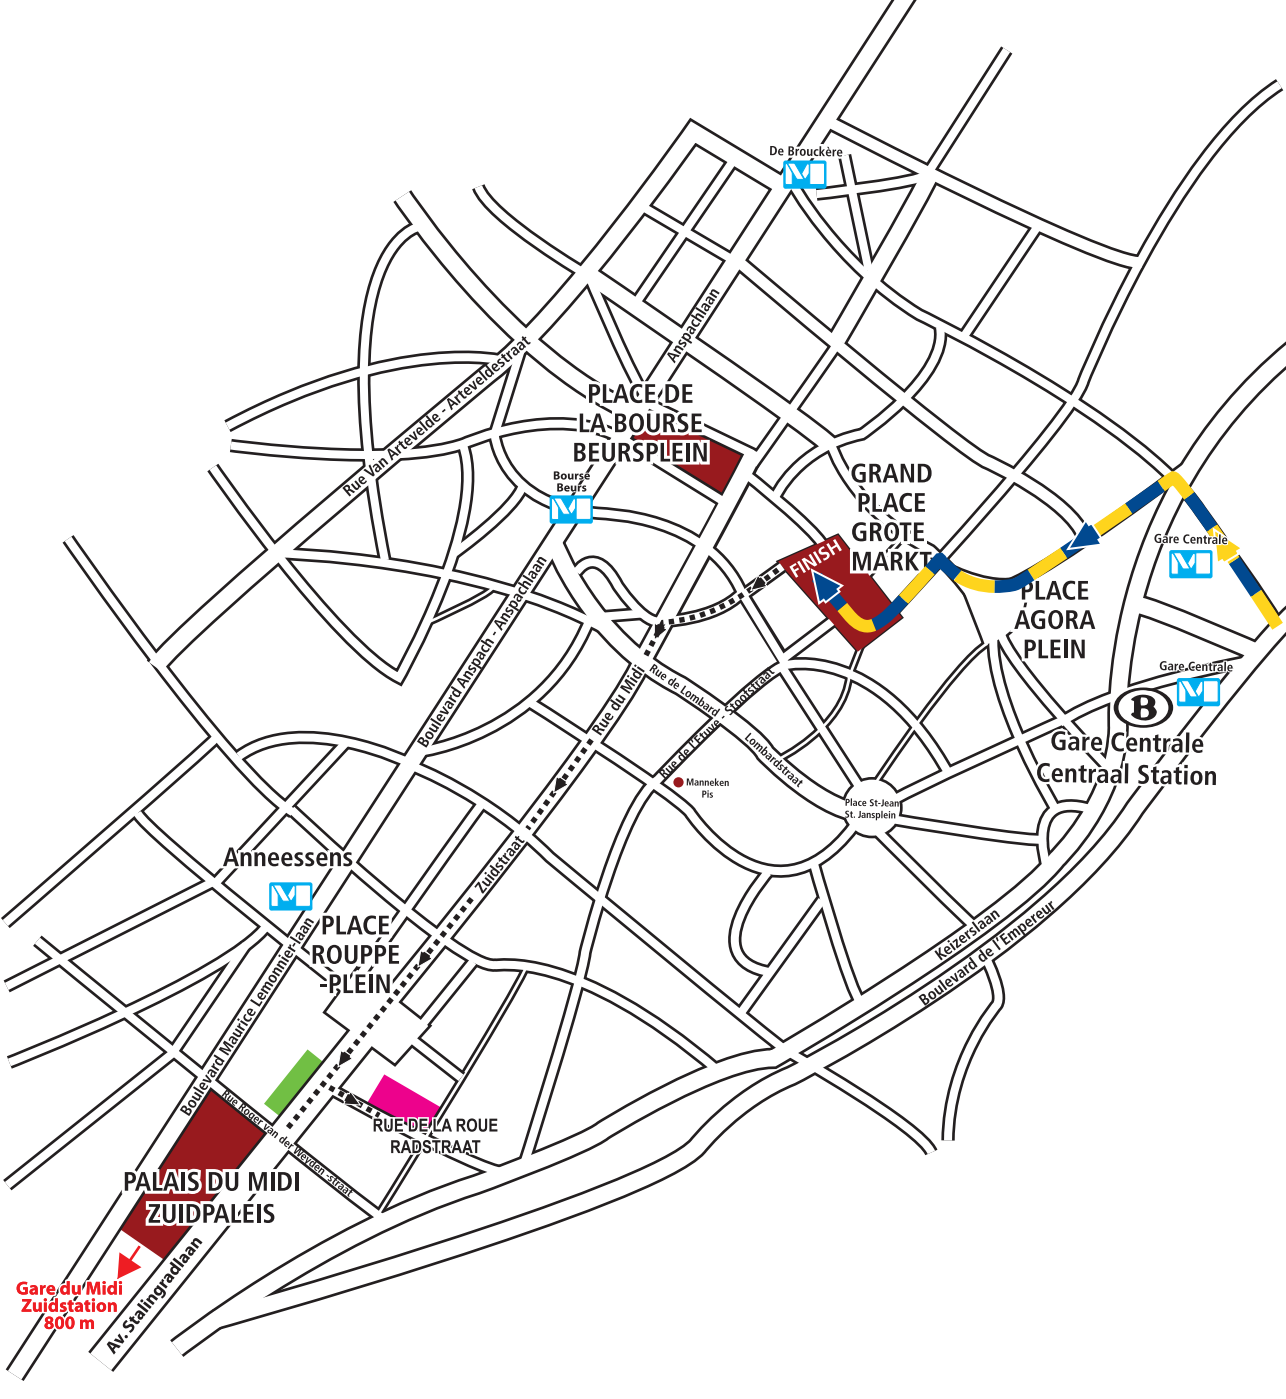 De Brouckère
Anspachlaan
Rue Van Artevelde - Arteveldestraat
PLACE DE
LA BOURSE
BEURSPLEIN
Bourse
Beurs
GRAND
PLACE
GROTE
MARKT
FINISH
Gare Centrale
PLACE
AGORA
PLEIN
Gare Centrale
B
Gare Centrale
Centraal Station
Boulevard Anspach - Anspachlaan
Rue du Midi
Rue de Lombard
Lombardstraat
Rue de l'Etuve - Stoofstraat
Manneken
Pis
Place St-Jean
St. Jansplein
Zuidstraat
Anneessens
PLACE
ROUPPE
-PLEIN
Keizerslaan
Boulevard de l'Empereur
Boulevard Maurice Lemonnier-laan
Rue Roger van der Weyden -straat
RUE DE LA ROUE
RADSTRAAT
PALAIS DU MIDI
ZUIDPALEIS
Gare du Midi
Zuidstation
800 m
Av. Stalingradlaan